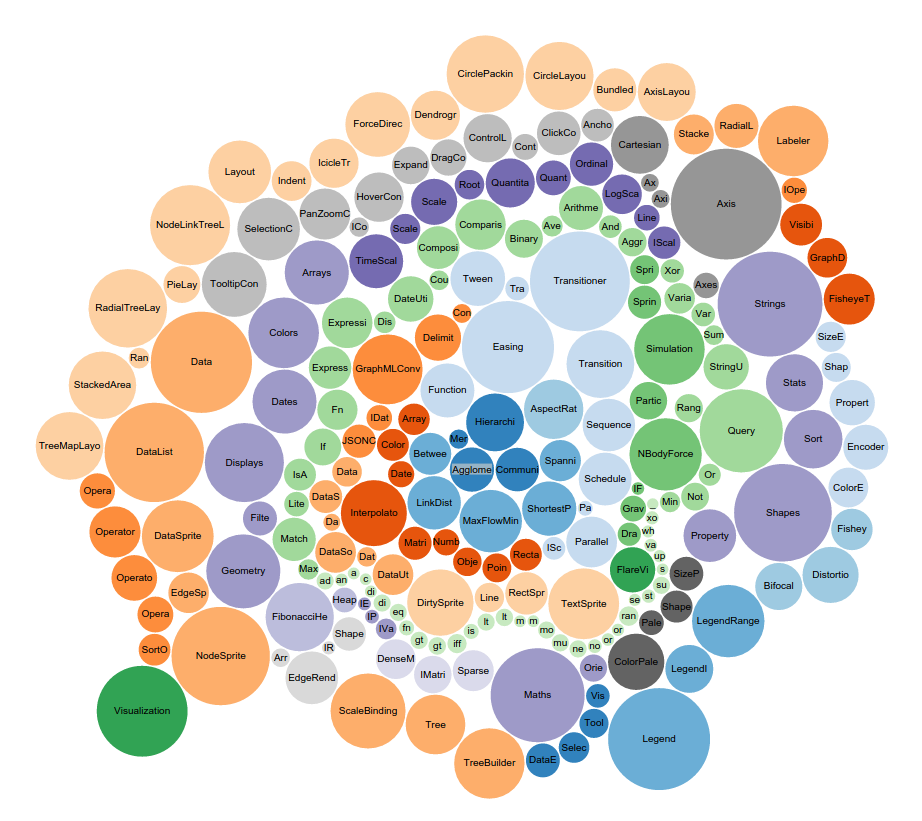 CirclePackin
CircleLayou
Bundled
AxisLayou
Dendrogr
ForceDirec
ControlL
ClickCo
Ancho
Cartesian
Stacke
RadialL
Labeler
Cont
DragCo
Expand
IcicleTr
Indent
Layout
HoverCon
Root
Quantita
Quant
Ordinal
LogSca
Ax
Axi
Axis
IOpe
Visibi
PanZoomC
Scale
Arithme
Line
And
Ave
Comparis
ICo
Scale
SelectionC
NodeLinkTreeL
Binary
Aggr
IScal
Composi
TimeScal
Arrays
TooltipCon
PieLay
Cou
Tween
Tra
Transitioner
Spri
Xor
Axes
GraphD
FisheyeT
Strings
Varia
Sprin
Var
DateUti
Con
RadialTreeLay
Expressi
Dis
Colors
Delimit
Easing
Simulation
Sum
SizeE
Ran
Data
Express
GraphMLConv
Transition
StringU
Shap
StackedArea
Function
Stats
Dates
Partic
Rang
Propert
Fn
IDat
Array
Hierarchi
AspectRat
Sequence
Query
Sort
Encoder
TreeMapLayo
DataList
If
JSONC
Color
Mer
Betwee
NBodyForce
Displays
IsA
Data
Date
Agglome
Communi
Spanni
Schedule
Or
Opera
ColorE
IF
DataS
Lite
LinkDist
ShortestP
Pa
Grav
_
Min
Not
Shapes
Filte
Da
Interpolato
MaxFlowMin
xo
Operator
DataSprite
Match
Dra
wh
Property
Fishey
Matri
Numb
Parallel
va
DataSo
Dat
Recta
ISc
up
Obje
Poin
Geometry
Max
ad
an
a
c
DataUt
FlareVi
s
SizeP
Operato
Distortio
Bifocal
su
di
st
EdgeSp
Heap
IE
di
DirtySprite
Line
RectSpr
TextSprite
se
Shape
Opera
FibonacciHe
IP
eq
ran
Pale
LegendRange
IVa
fn
is
lt
lt
m
m
mo
or
or
Shape
gt
gt
iff
mu
ne
no
SortO
NodeSprite
Arr
IR
DenseM
IMatri
Sparse
Orie
ColorPale
LegendI
EdgeRend
Maths
Vis
Visualization
ScaleBinding
Tree
Tool
Legend
Selec
TreeBuilder
DataE